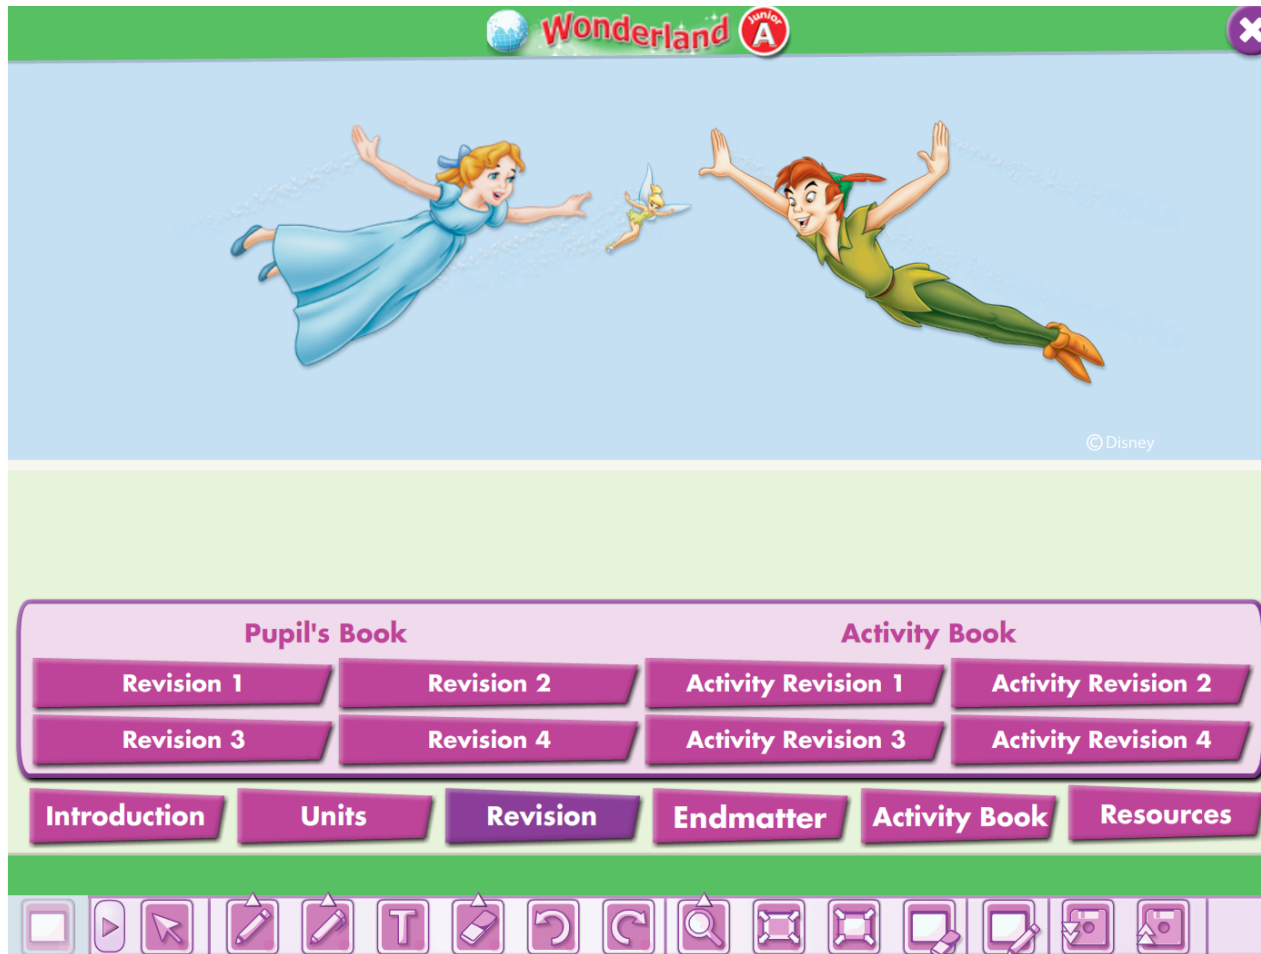 Wonderland Junior A
© Disney
Pupil's Book
Activity Book
Revision 1
Revision 2
Activity Revision 1
Activity Revision 2
Revision 3
Revision 4
Activity Revision 3
Activity Revision 4
Introduction
Units
Revision
Endmatter
Activity Book
Resources
T